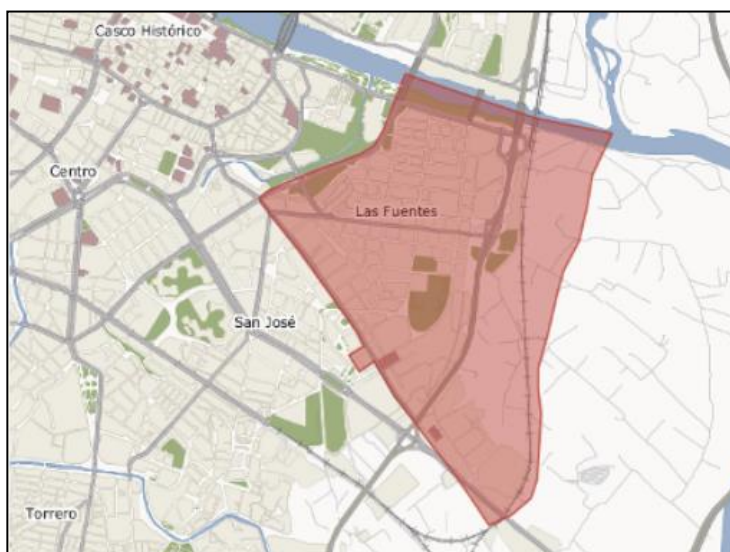 Casco Histórico
Centro
Las Fuentes
San José
Torrero